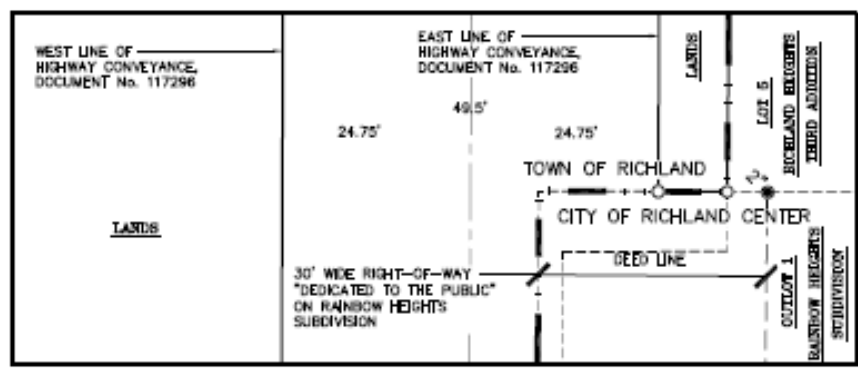 WEST LINE OF
HIGHWAY CONVEYANCE,
DOCUMENT No. 117296
EAST LINE OF
HIGHWAY CONVEYANCE,
DOCUMENT No. 117296
LANDS
LOT 5
RICHLAND HEIGHTS
THIRD ADDITION
49.5'
24.75'
24.75'
TOWN OF RICHLAND
2"
CITY OF RICHLAND CENTER
LANDS
DEED LINE
30' WIDE RIGHT-OF-WAY
"DEDICATED TO THE PUBLIC"
ON RAINBOW HEIGHTS
SUBDIVISION
OUTLOT 1
RAINBOW HEIGHTS
SUBDIVISION